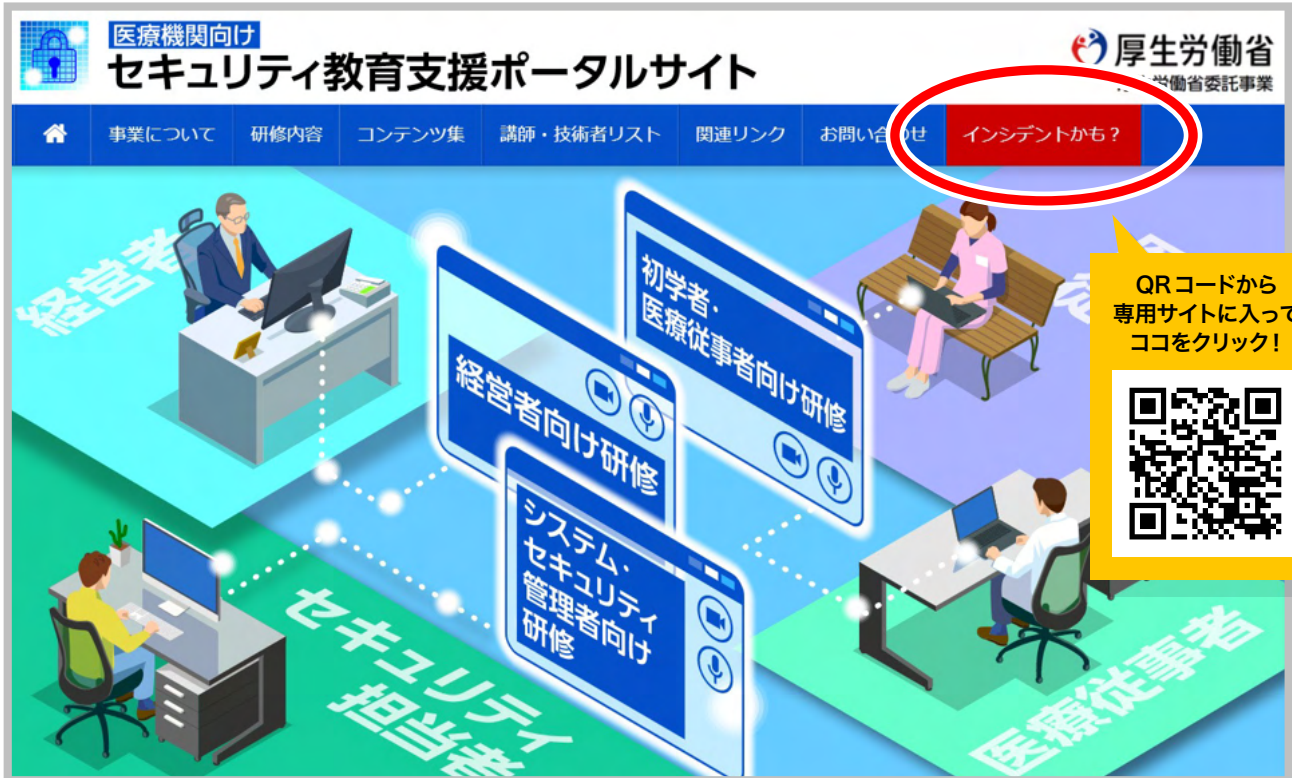 医療機関向け
セキュリティ教育支援ポータルサイト
厚生労働省
労働省委託事業
事業について
研修内容
コンテンツ集
講師・技術者リスト
関連リンク
お問い合わせ
インシデントかも?
経営者
初学者・
医療従事者向け研修
経営者向け研修
システム・
セキュリティ
管理者向け
研修
QRコードから
専用サイトに入って
ココをクリック!
セキュリティ
担当者
医療従事者